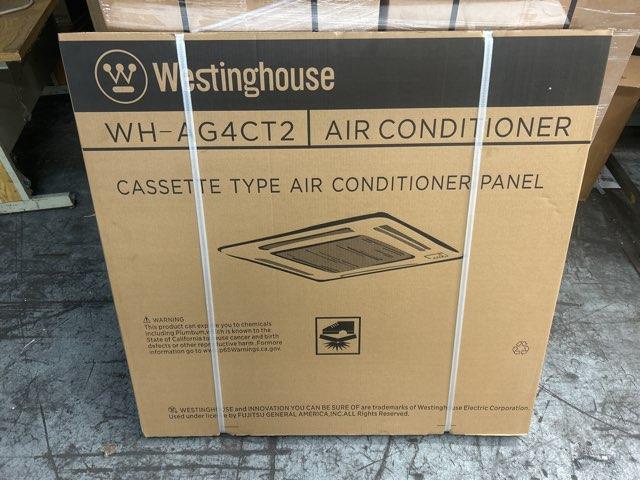 Westinghouse
WH-AG4CT2 | AIR CONDITIONER
CASSETTE TYPE AIR CONDITIONER PANEL
⚠ WARNING
This product can expose you to chemicals
including Plumbum, which is known to the
State of California to cause cancer and birth
defects or other reproductive harm. Formore
information go to www.p65Warnings.ca.gov.
WESTINGHOUSE and INNOVATION YOU CAN BE SURE OF are trademarks of Westinghouse Electric Corporation.
Used under license by FUJITSU GENERAL AMERICA,INC.ALL Rights Reserved.